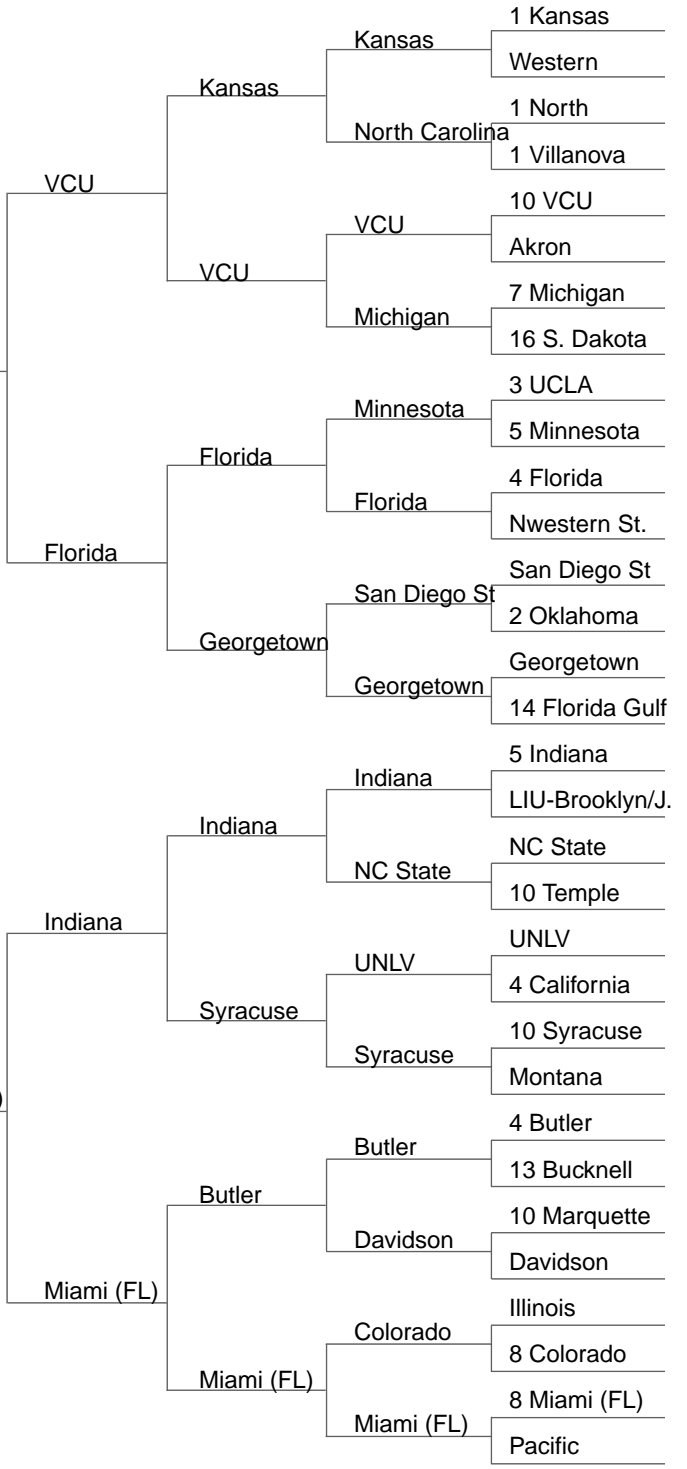 1 Kansas
Kansas
Western
Kansas
1 North
North Carolina
1 Villanova
VCU
10 VCU
VCU
Akron
VCU
7 Michigan
Michigan
16 S. Dakota
3 UCLA
Minnesota
5 Minnesota
Florida
4 Florida
Florida
Nwestern St.
Florida
San Diego St
San Diego St
2 Oklahoma
Georgetown
Georgetown
Georgetown
14 Florida Gulf
5 Indiana
Indiana
LIU-Brooklyn/J.
Indiana
NC State
NC State
10 Temple
Indiana
UNLV
UNLV
4 California
Syracuse
10 Syracuse
Syracuse
Montana
)
4 Butler
Butler
13 Bucknell
Butler
10 Marquette
Davidson
Davidson
Miami (FL)
Illinois
Colorado
8 Colorado
Miami (FL)
8 Miami (FL)
Miami (FL)
Pacific